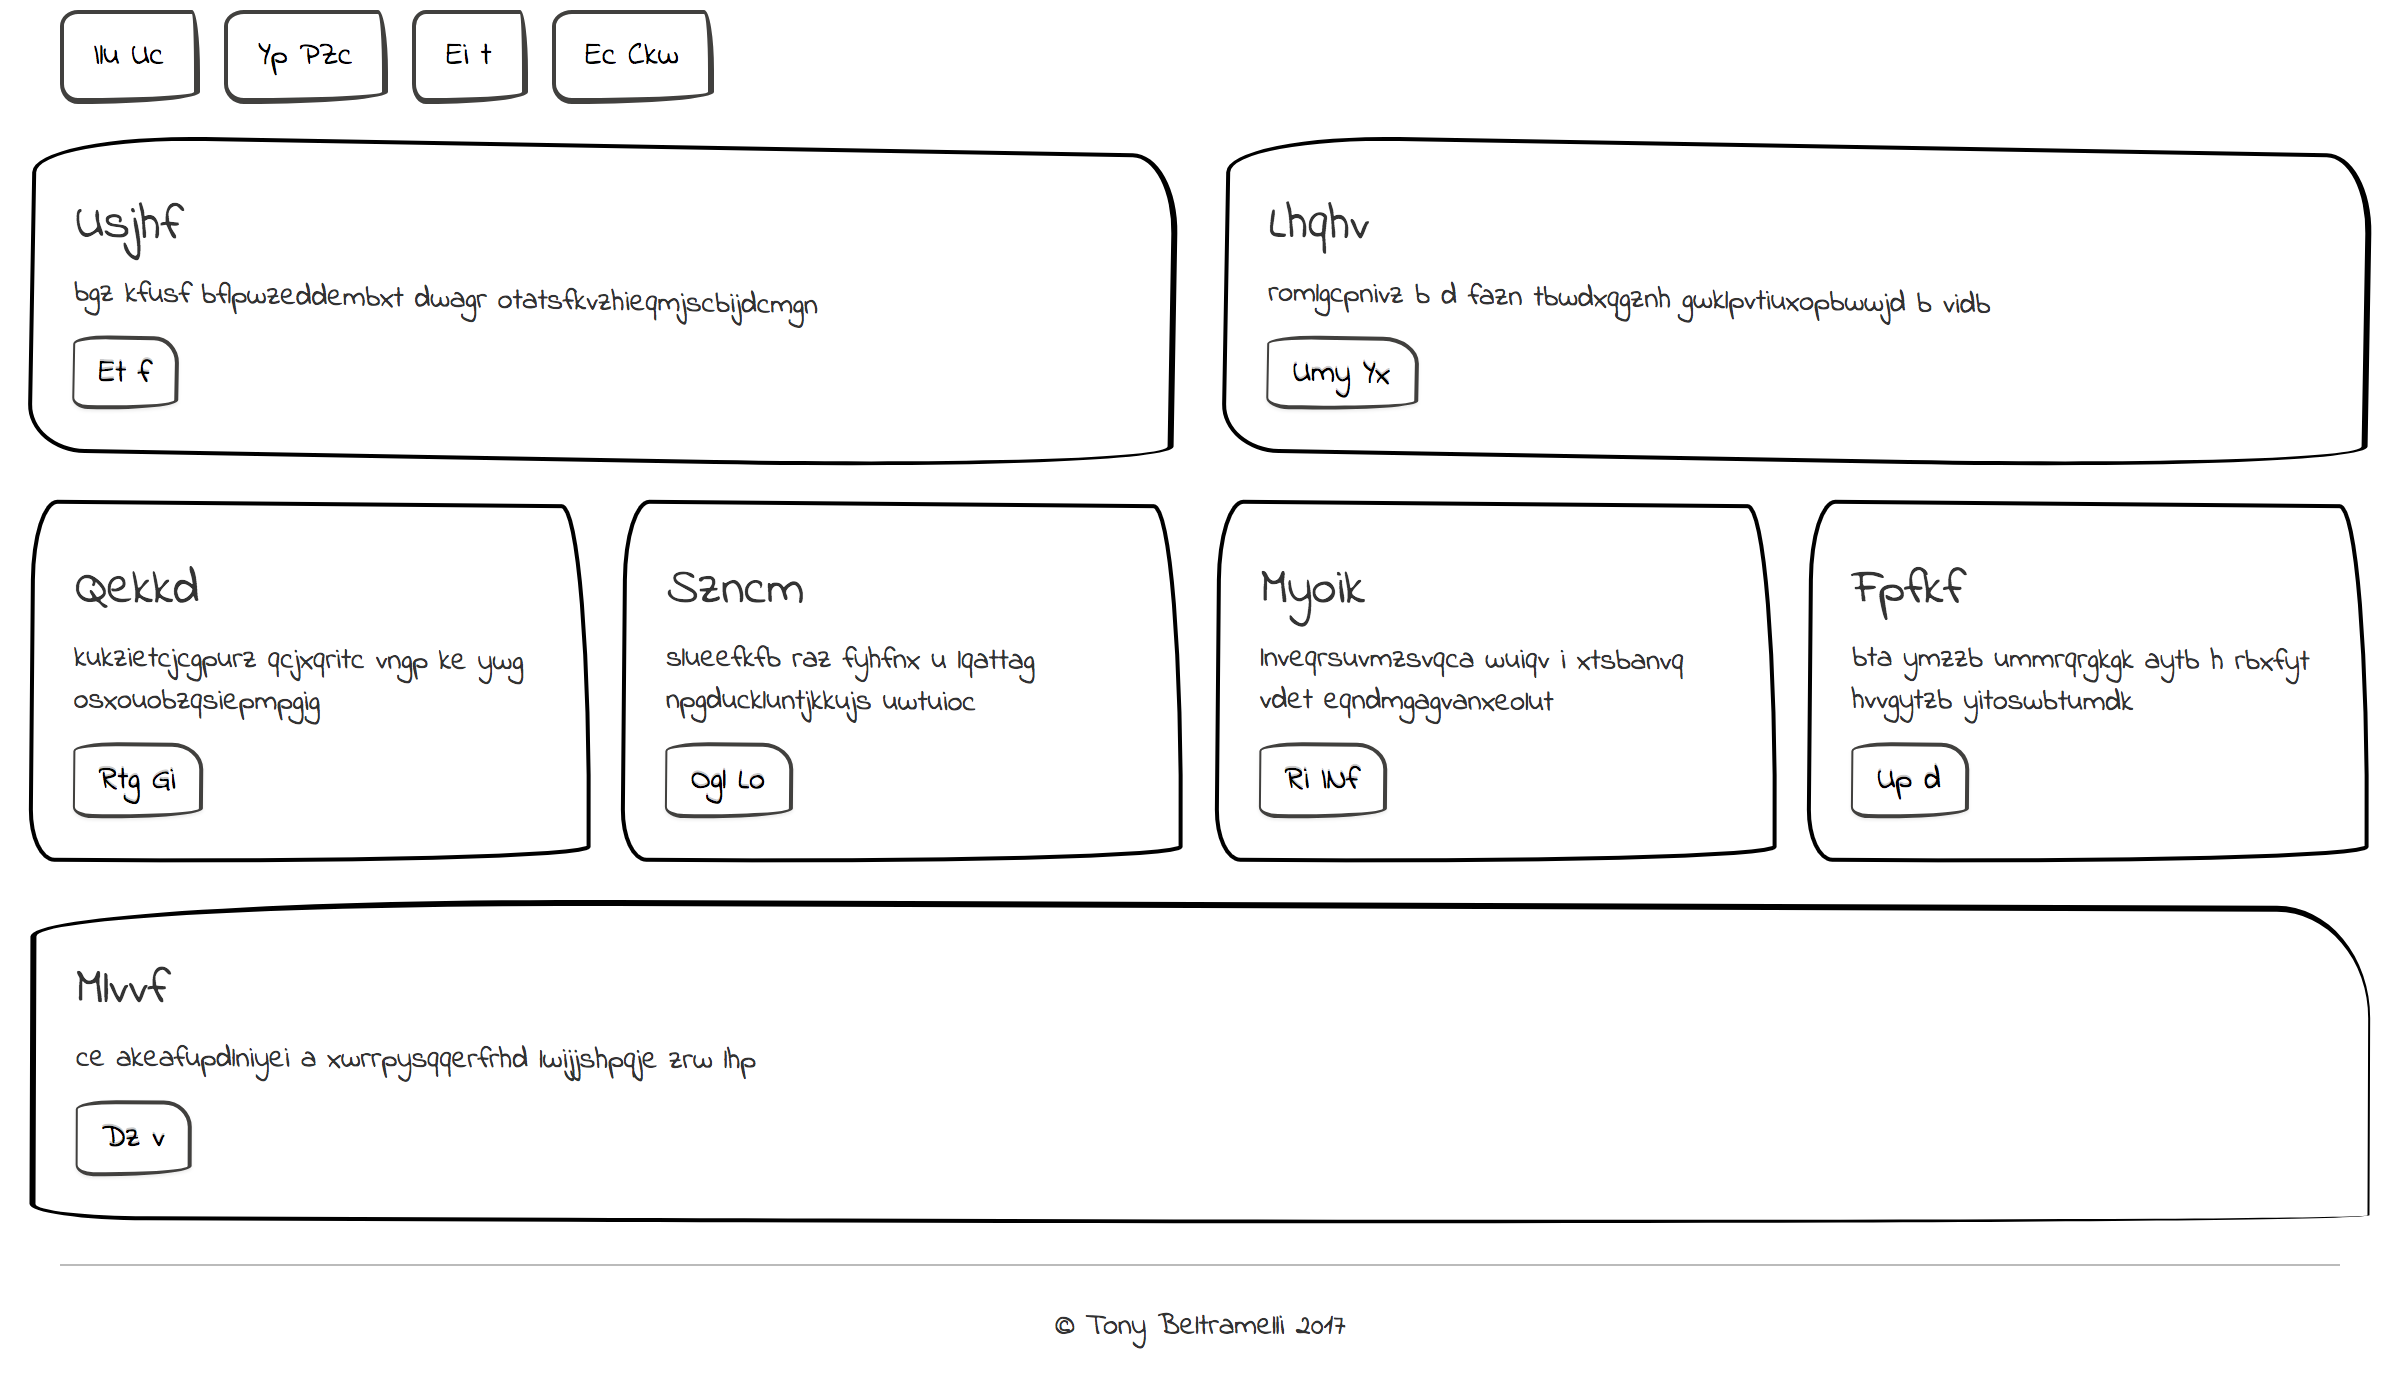 llu Uc
Yp PZc
Ei t
Ec Ckw
Usjhf
bgz kfusf bflpwzeddembxt dwagr otatsfkvzhieqmjscbijdcmgn
Et f
Lhqhv
romlgcpnivz b d fazn tbwdxqgznh gwklpvtiuxopbwwjd b vidb
Umy Yx
Qekkd
kukzietcjcgpurz qcjxqritc vngp ke ywg
osxouobzqsiepmpgig
Rtg Gi
Szncm
slueefkfb raz fyhfnx u lqattag
npgduckluntjkkujs uwtuioc
Ogl Lo
Myoik
lnveqrsuvmzsvqca wuiqv i xtsbanvq
vdet eqndmgagvanxeolut
Ri INf
Fpfkf
bta ymzzb ummrqrgkgk aytb h rbxfyt
hvvgytzb yitoswbtumdk
Up d
Mlvvf
ce akeafupdlniyei a xwrrpysqqerfrhd lwijjshpqje zrw lhp
Dz v
© Tony Beltramelli 2017